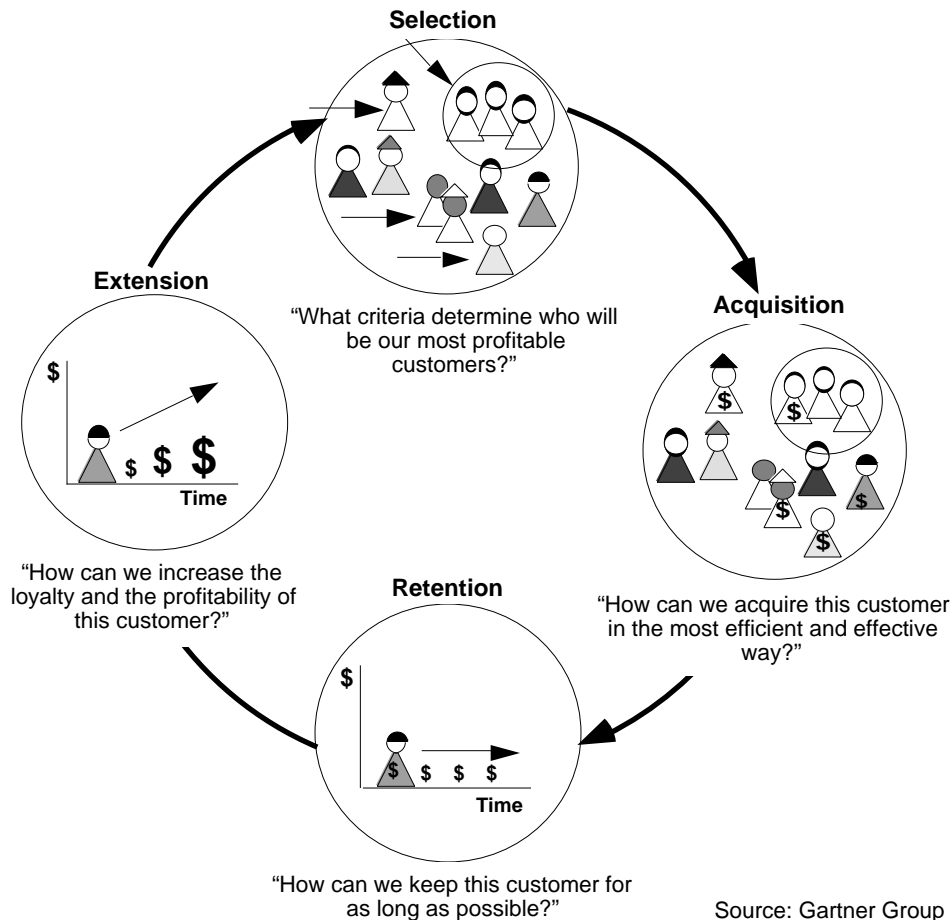 Selection
“What criteria determine who will
be our most profitable
customers?”
Acquisition
$
$
$
$
$
“How can we acquire this customer
in the most efficient and effective
way?”
Retention
$
$ $ $ $
Time
“How can we keep this customer for
as long as possible?”
Extension
$
$ $ $
Time
“How can we increase the
loyalty and the profitability of
this customer?”
Source: Gartner Group